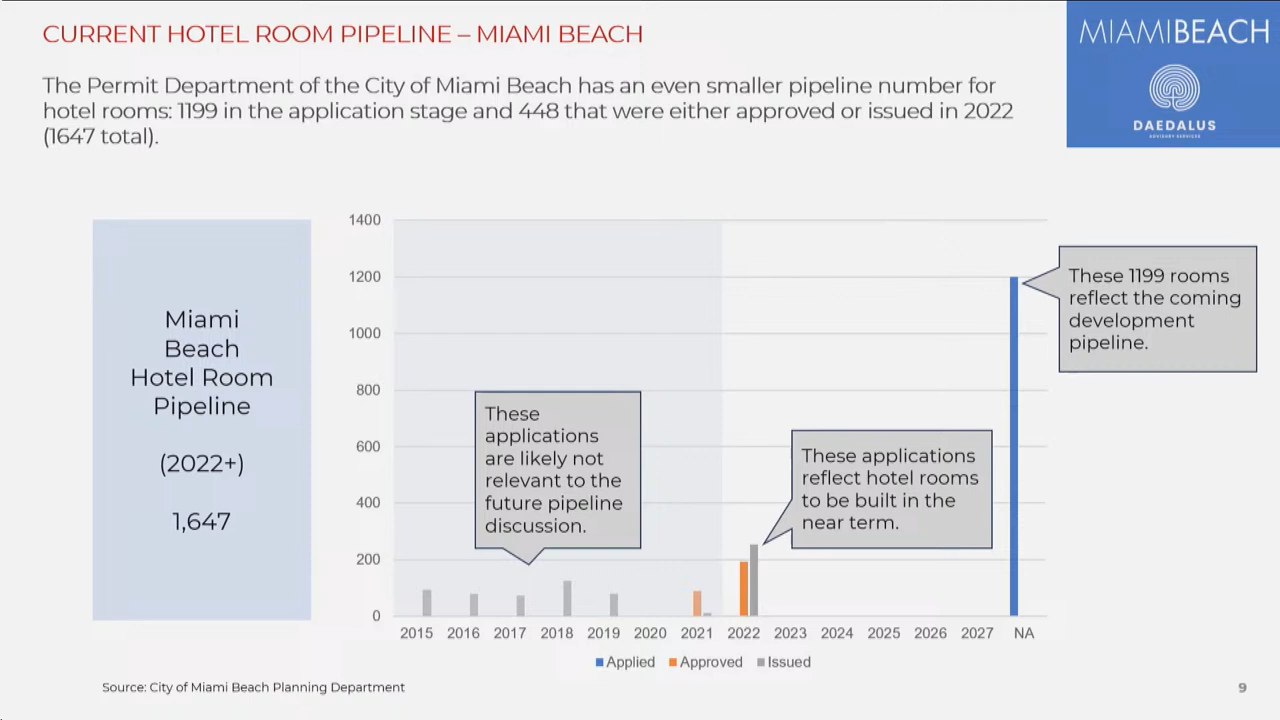 CURRENT HOTEL ROOM PIPELINE – MIAMI BEACH
MIAMIBEACH
DAEDALUS
ADVISORY SERVICES
The Permit Department of the City of Miami Beach has an even smaller pipeline number for
hotel rooms: 1199 in the application stage and 448 that were either approved or issued in 2022
(1647 total).
Miami
Beach
Hotel Room
Pipeline
(2022+)
1,647
1400
1200
1000
800
600
400
200
0
These
applications
are likely not
relevant to the
future pipeline
discussion.
These applications
reflect hotel rooms
to be built in the
near term.
These 1199 rooms
reflect the coming
development
pipeline.
2015 2016 2017 2018 2019 2020 2021 2022 2023 2024 2025 2026 2027 NA
Applied Approved Issued
Source: City of Miami Beach Planning Department
9